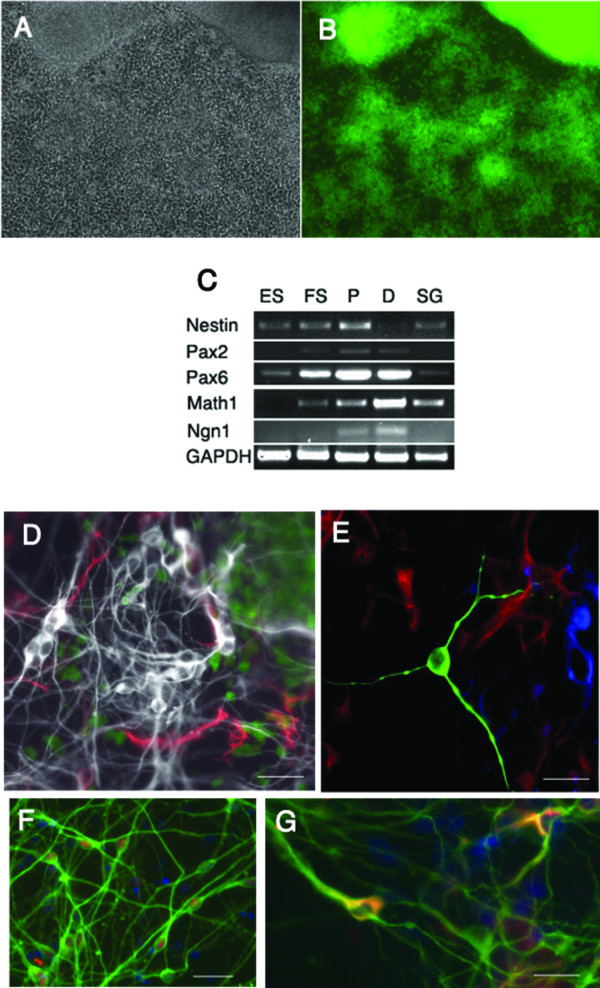 A
B
C
ES FS P D SG
Nestin
Pax2
Pax6
Math1
Ngn1
GAPDH
D
E
F
G